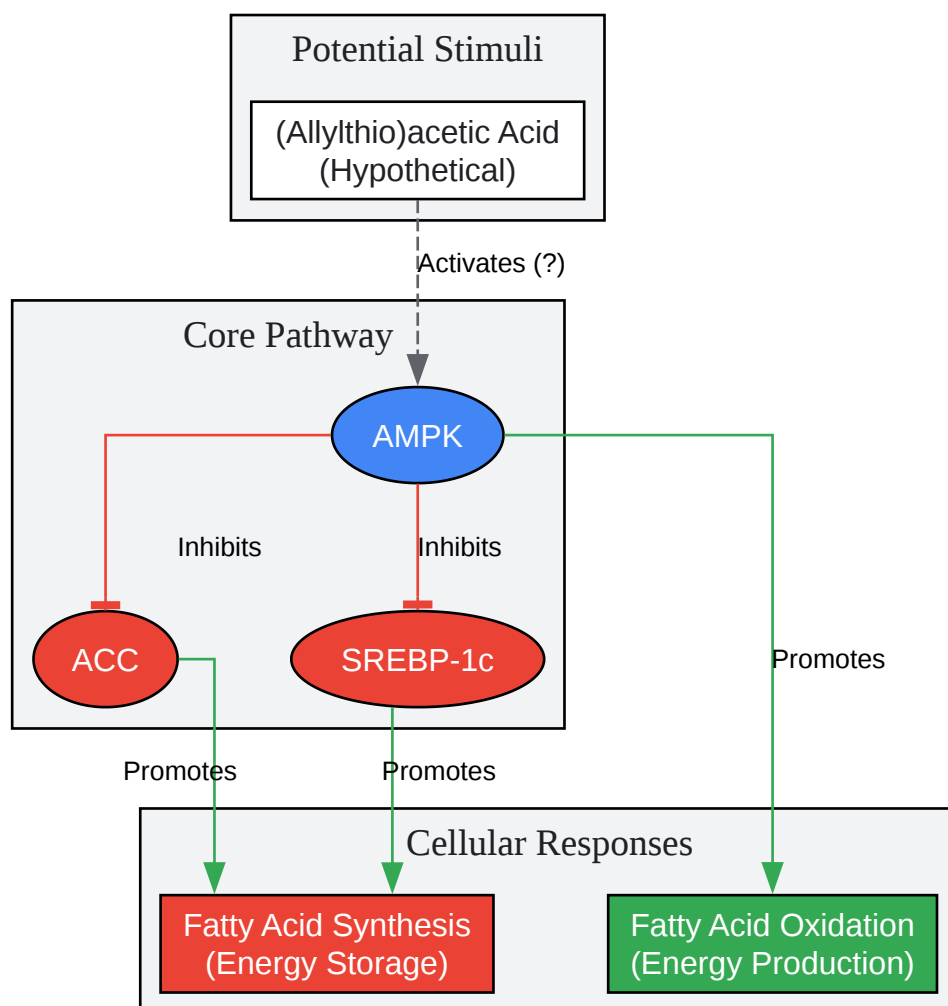 Potential Stimuli
(Allylthio)acetic Acid
(Hypothetical)
Activates (?)
Core Pathway
AMPK
Inhibits
Inhibits
ACC
SREBP-1c
Promotes
Promotes
Promotes
Cellular Responses
Fatty Acid Synthesis
(Energy Storage)
Fatty Acid Oxidation
(Energy Production)